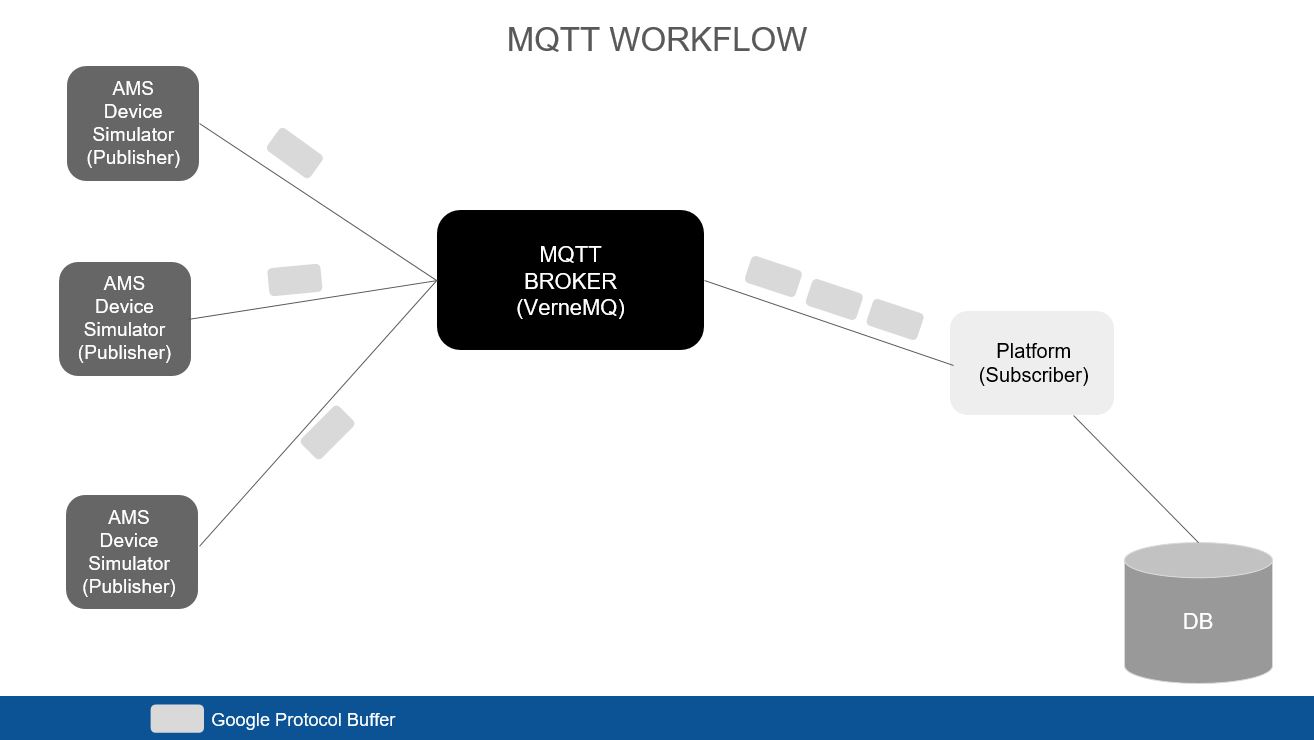 MQTT WORKFLOW
AMS
Device
Simulator
(Publisher)
AMS
Device
Simulator
(Publisher)
AMS
Device
Simulator
(Publisher)
MQTT
BROKER
(VerneMQ)
Platform
(Subscriber)
DB
Google Protocol Buffer